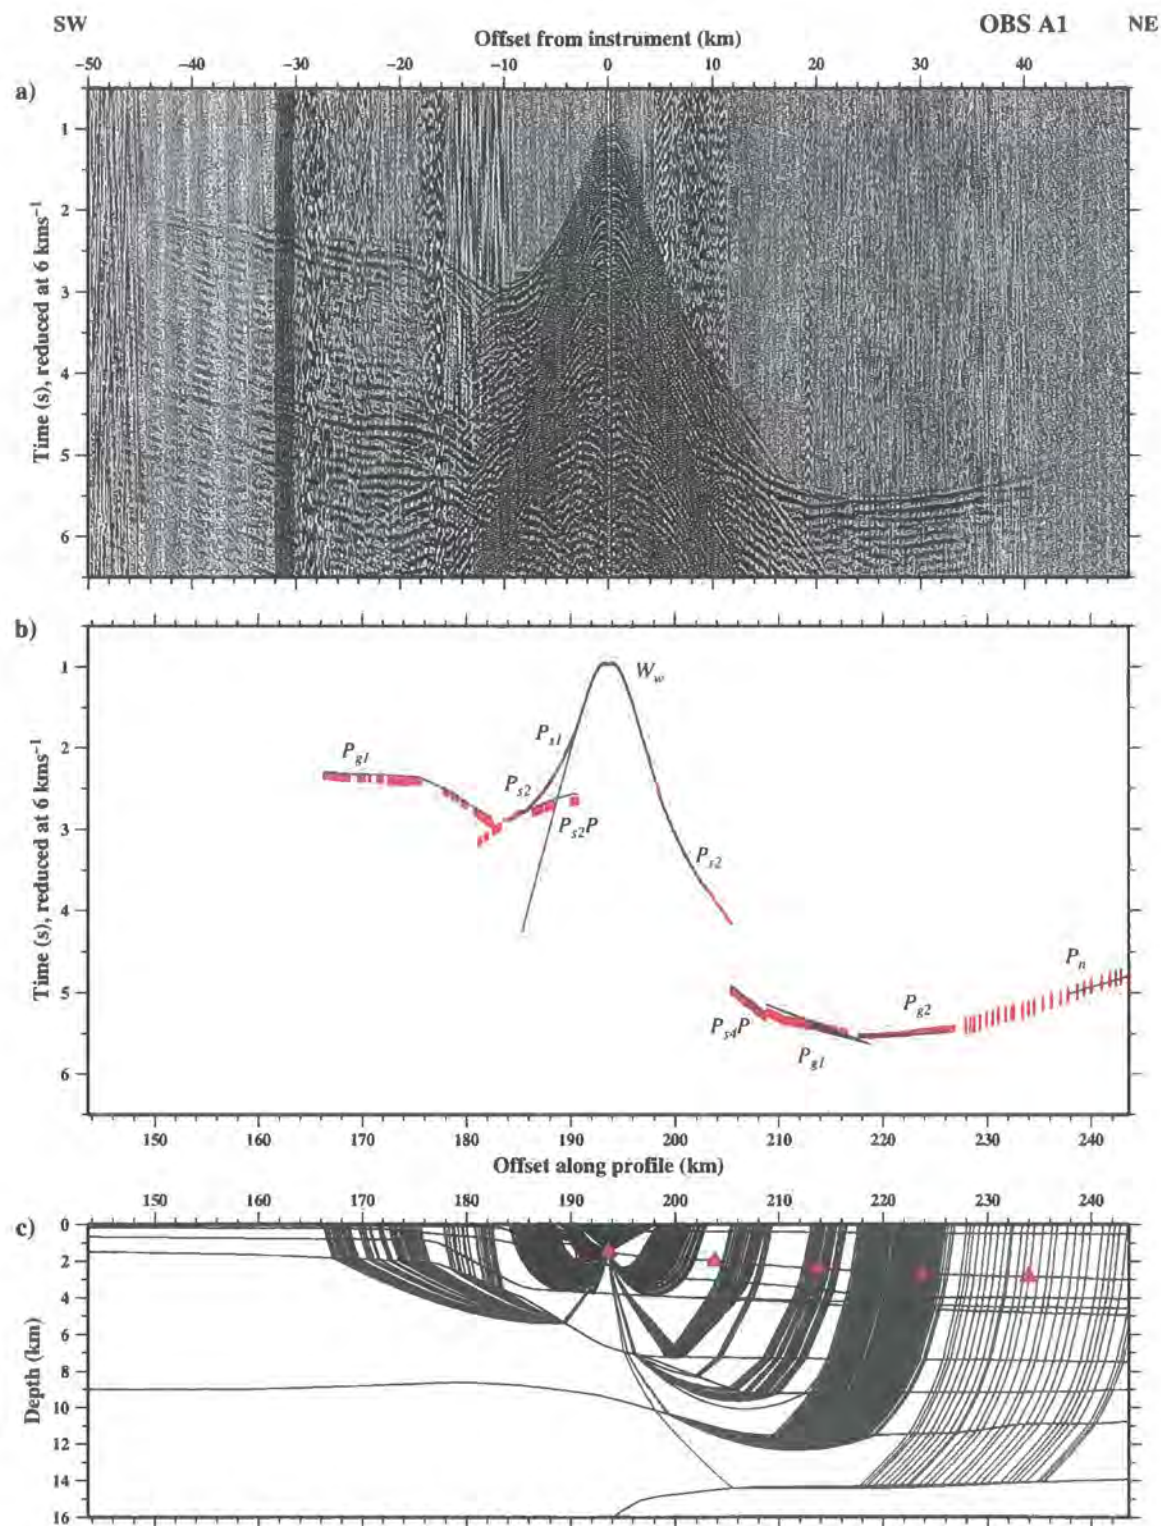 SW OBS A1 NE
Offset from instrument (km)
-50 -40 -30 -20 -10 0 10 20 30 40
a)
1
2
3
4
5
6
Time (s), reduced at 6 kms⁻¹
b)
1
2
3
4
5
6
Time (s), reduced at 6 kms⁻¹
W_w
P_s1
P_g1
P_s2
P_s2P
P_s2
P_n
P_g2
P_s4P
P_g1
150 160 170 180 190 200 210 220 230 240
Offset along profile (km)
150 160 170 180 190 200 210 220 230 240
c)
0
2
4
6
8
10
12
14
16
Depth (km)